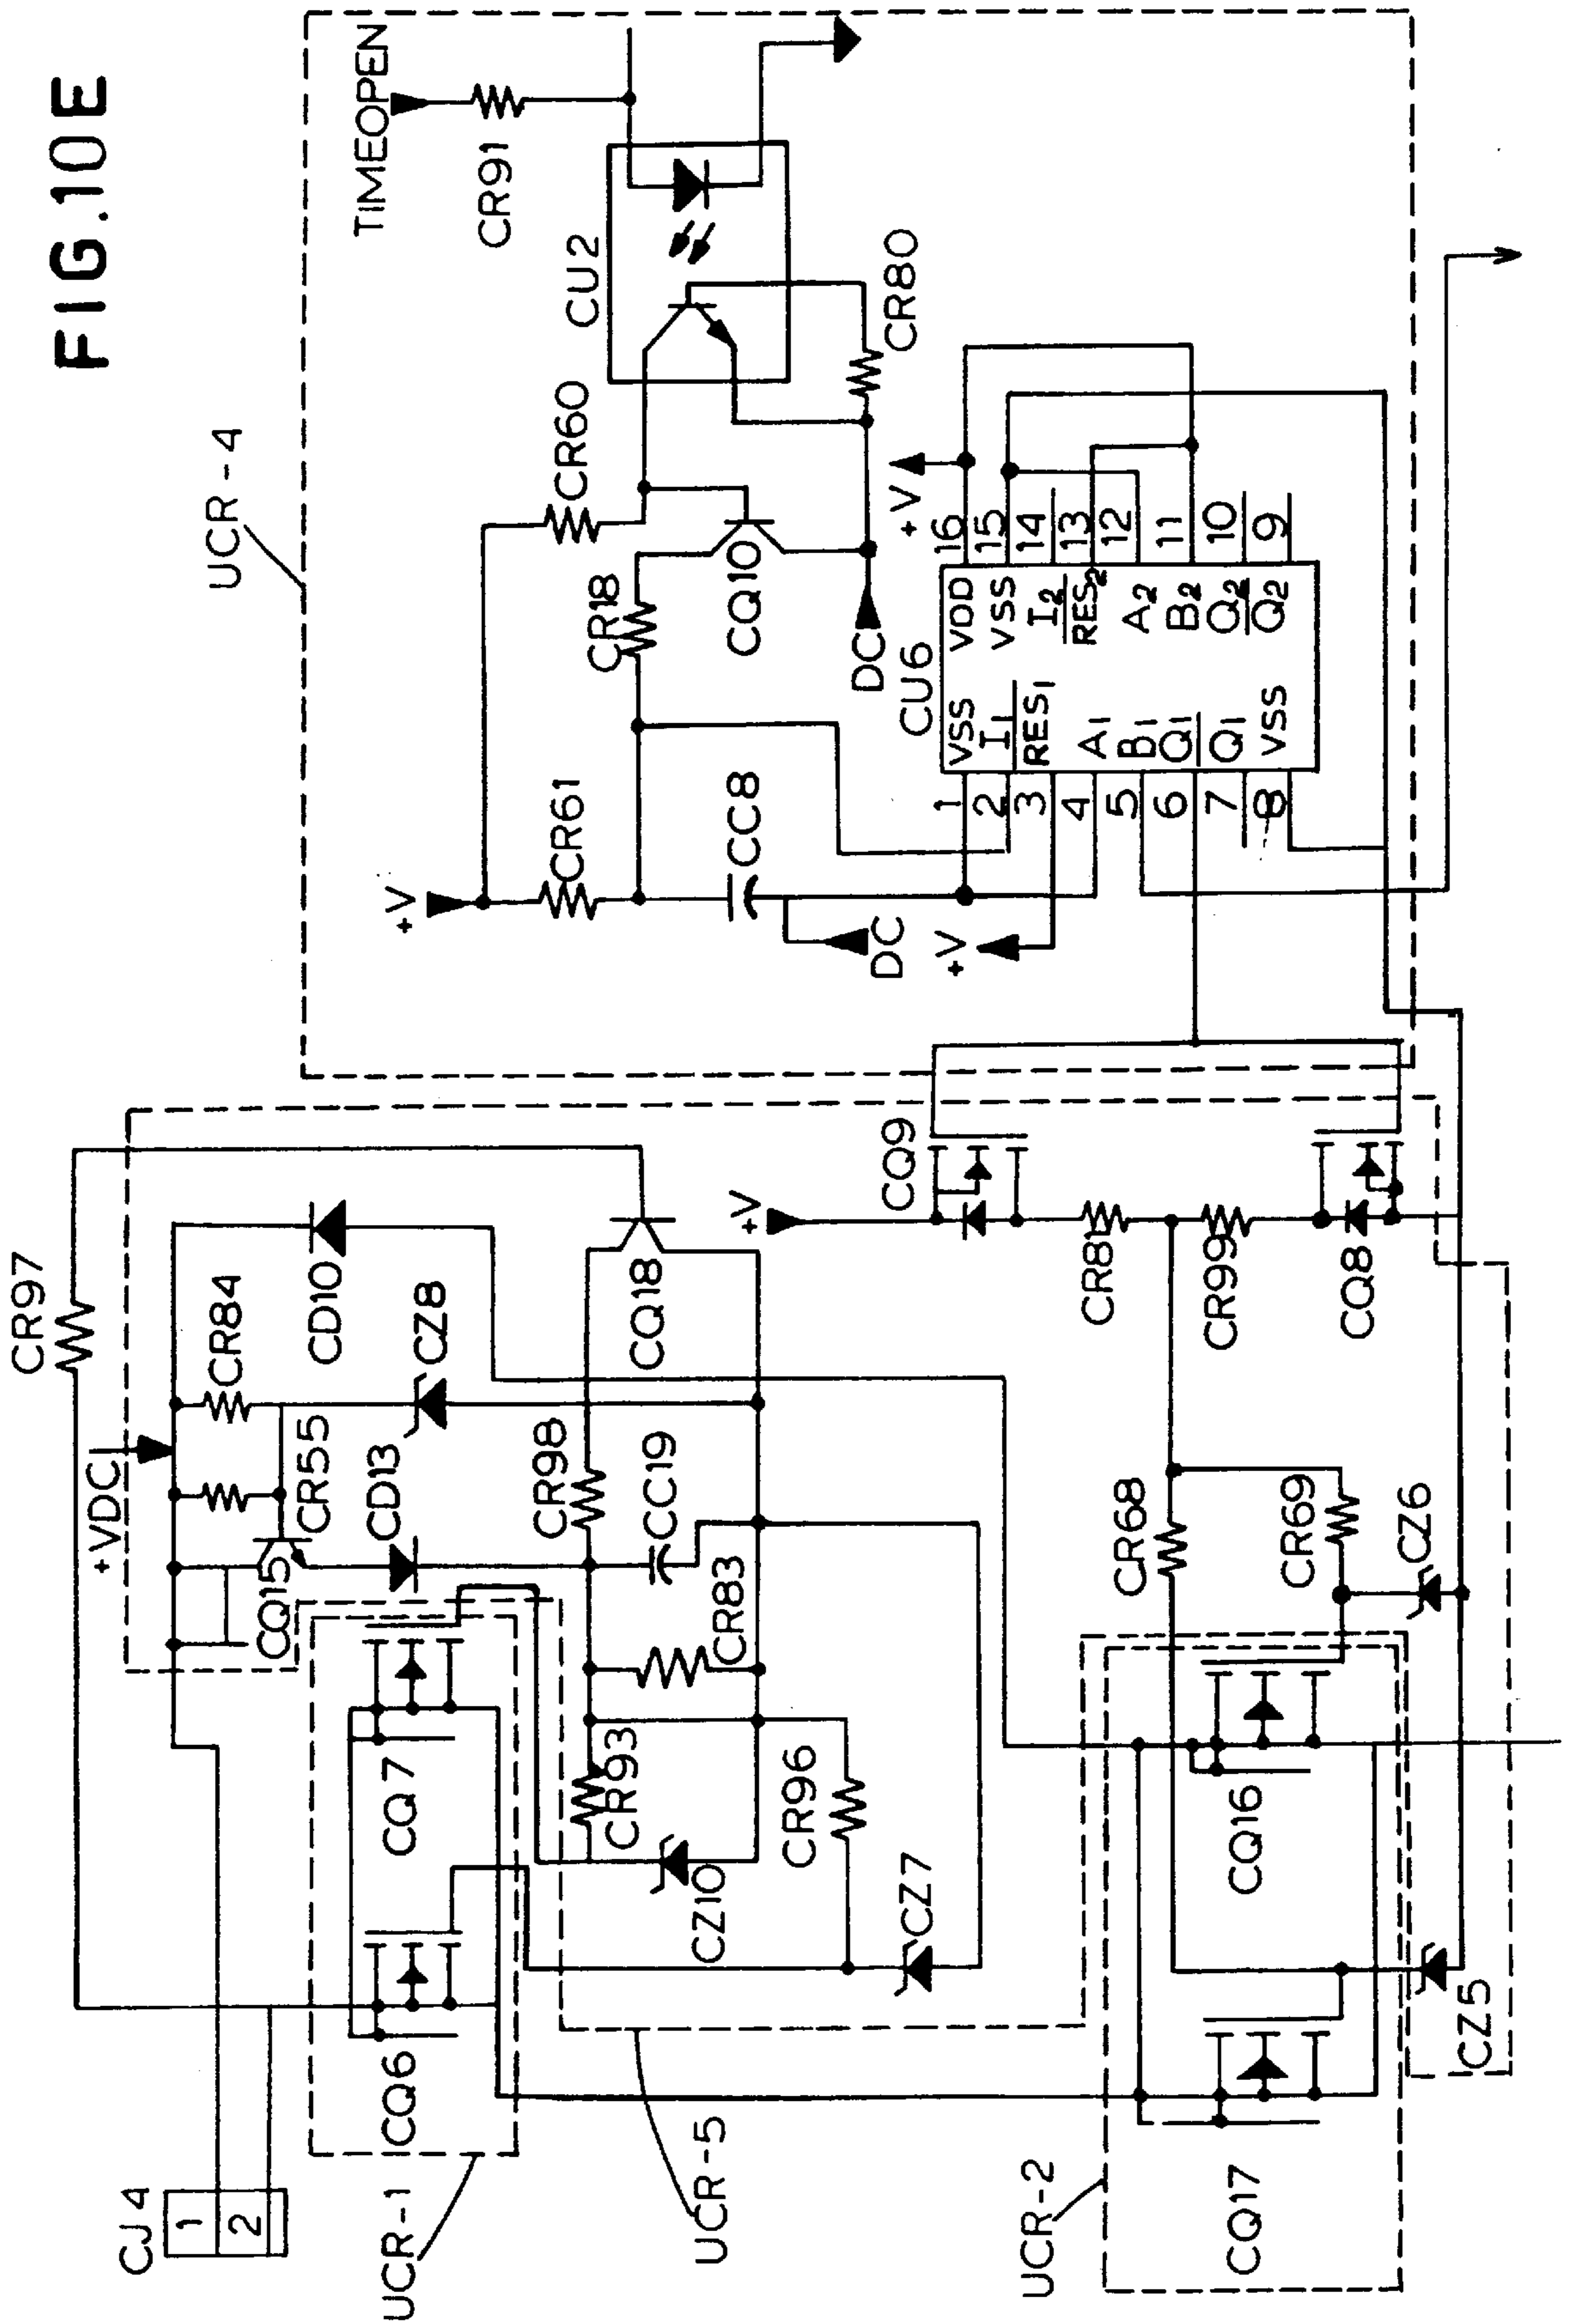 FIG.10E
UCR-4
TIMEOPEN
CR91
CU2
CR80
CR60
CR18
CQ10
DC
+V
CR61
CC8
DC
+V
+V
CU6
1 VSS
2 I1
3 RES1
4 A1
5 B1
6 Q1
7 Q1
8 VSS
VDD 16
VSS 15
I2 14
RES2 13
A2 12
B2 11
Q2 10
Q2 9
CR97
+VDC
CR84
CD10
CZ8
CR55
CD13
CQ15
CQ18
CR98
CC19
CR83
CR93
CZ10
CR96
CZ7
CQ7
CQ6
CJ4
1
2
UCR-1
UCR-5
UCR-2
+V
CQ9
CR81
CR99
CQ8
CR68
CR69
CZ6
CQ16
CQ17
CZ5